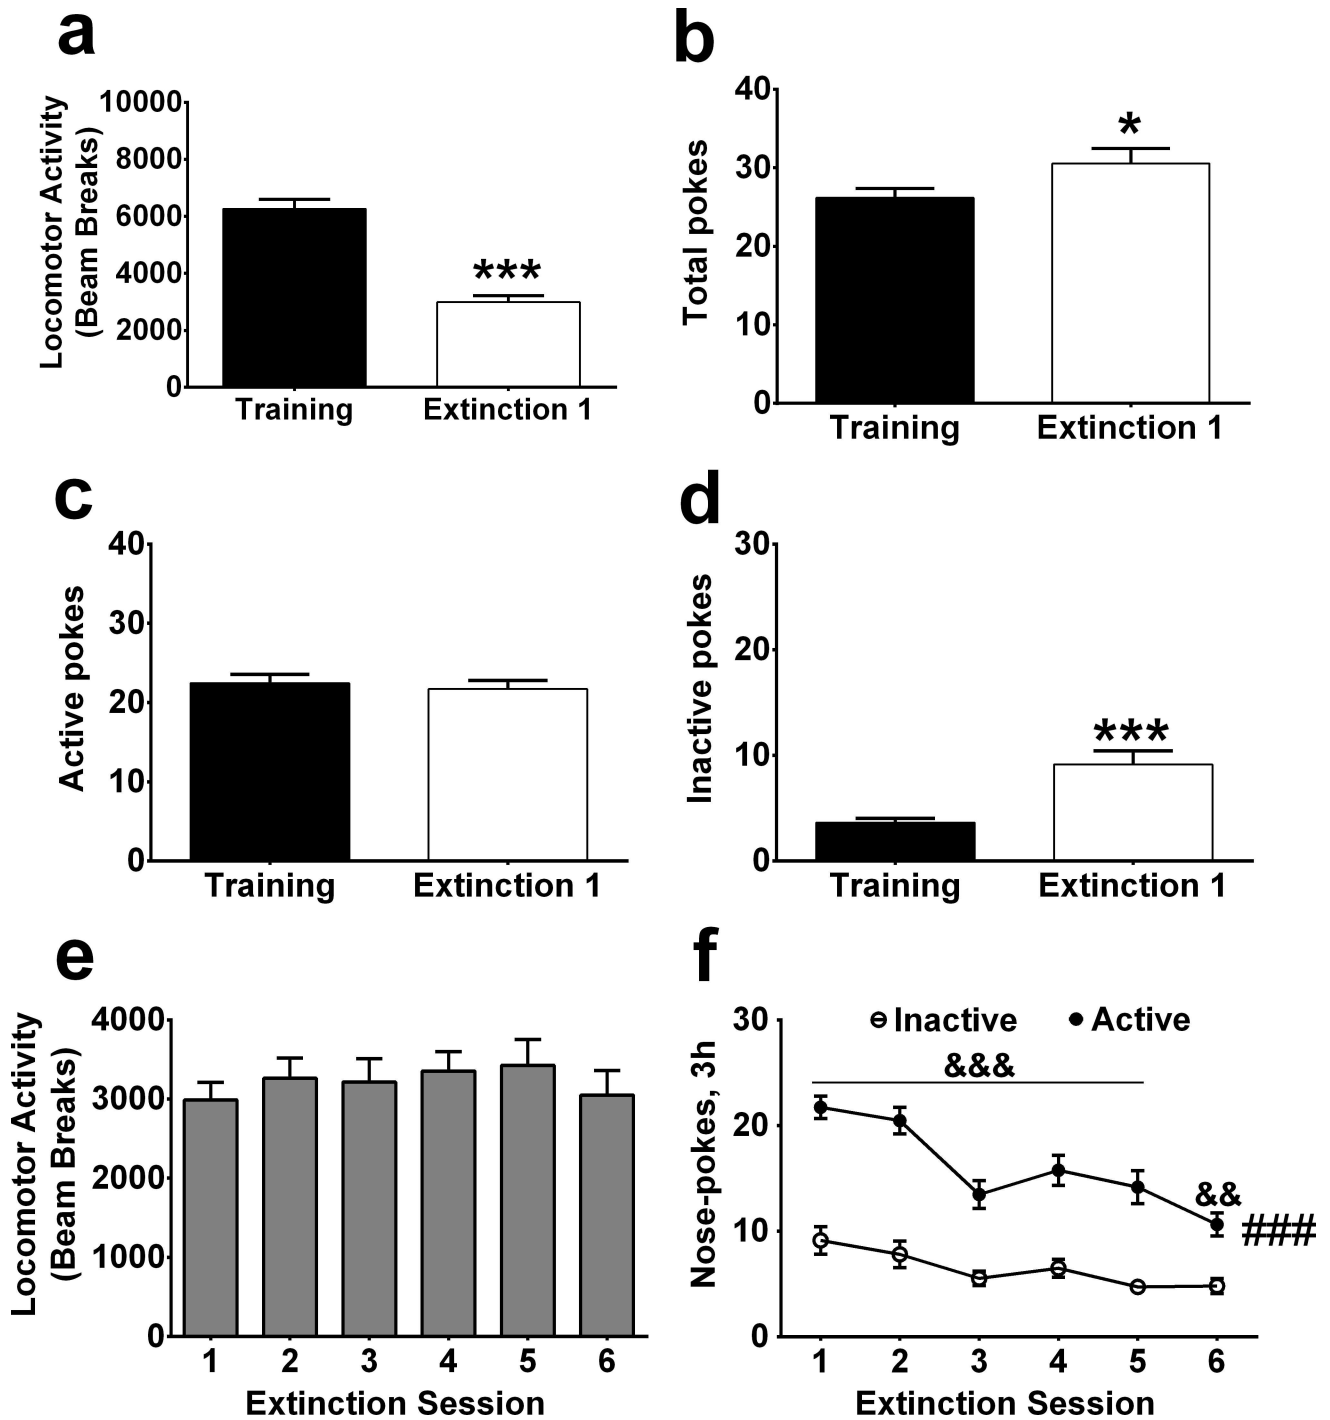 a
Locomotor Activity
(Beam Breaks)
10000
8000
6000
4000
2000
0
***
Training
Extinction 1
b
Total pokes
40
30
20
10
0
*
Training
Extinction 1
c
Active pokes
40
30
20
10
0
Training
Extinction 1
d
Inactive pokes
30
20
10
0
***
Training
Extinction 1
e
Locomotor Activity
(Beam Breaks)
4000
3000
2000
1000
0
1 2 3 4 5 6
Extinction Session
f
Nose-pokes, 3h
30
20
10
0
Inactive Active
&&&
&&
###
1 2 3 4 5 6
Extinction Session